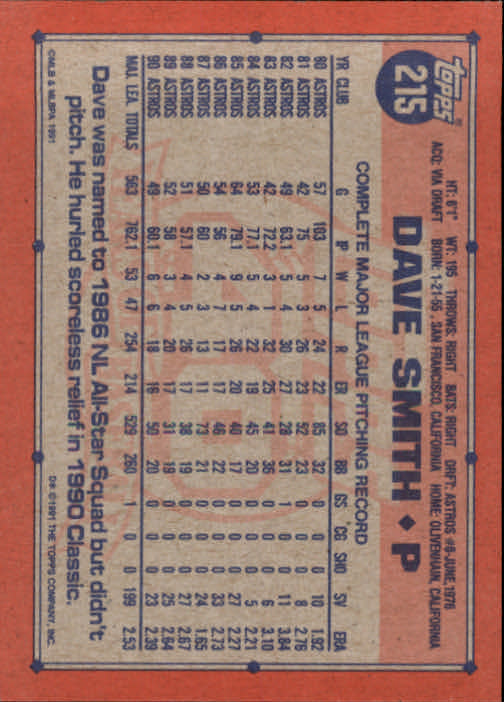 topps ®
215
HT: 6'1" WT: 195 THROWS: RIGHT BATS: RIGHT DRFT: ASTROS #8-JUNE, 1976
ACQ: VIA DRAFT BORN: 1-21-55, SAN FRANCISCO, CALIFORNIA HOME: OLIVENHAIN, CALIFORNIA
DAVE SMITH ♦ P
COMPLETE MAJOR LEAGUE PITCHING RECORD
YR CLUB G IP W L R ER SO BB GS CG SHO SV ERA
80 ASTROS 57 103 7 5 24 22 85 32 0 0 0 10 1.92
81 ASTROS 42 75 5 3 26 23 52 23 0 0 0 8 2.76
82 ASTROS 49 63.1 5 4 30 27 28 31 1 0 0 11 3.84
83 ASTROS 42 72.2 3 1 32 25 41 36 0 0 0 6 3.10
84 ASTROS 53 77.1 5 4 22 19 45 20 0 0 0 5 2.21
85 ASTROS 64 79.1 9 5 26 20 40 17 0 0 0 27 2.27
86 ASTROS 54 56 4 7 17 17 46 22 0 0 0 33 2.73
87 ASTROS 50 60 2 3 13 11 73 21 0 0 0 24 1.65
88 ASTROS 51 57.1 4 5 26 17 38 19 0 0 0 27 2.67
89 ASTROS 52 58 3 4 20 17 31 19 0 0 0 25 2.64
90 ASTROS 49 60.1 6 6 18 16 50 20 0 0 0 23 2.39
MAJ. LEA. TOTALS 563 762.1 53 47 254 214 529 260 1 0 0 199 2.53
Dave was named to 1986 NL All-Star Squad but didn't
pitch. He hurled scoreless relief in 1990 Classic.
©MLB & MLBPA 1991
D* ©1991 THE TOPPS COMPANY, INC.